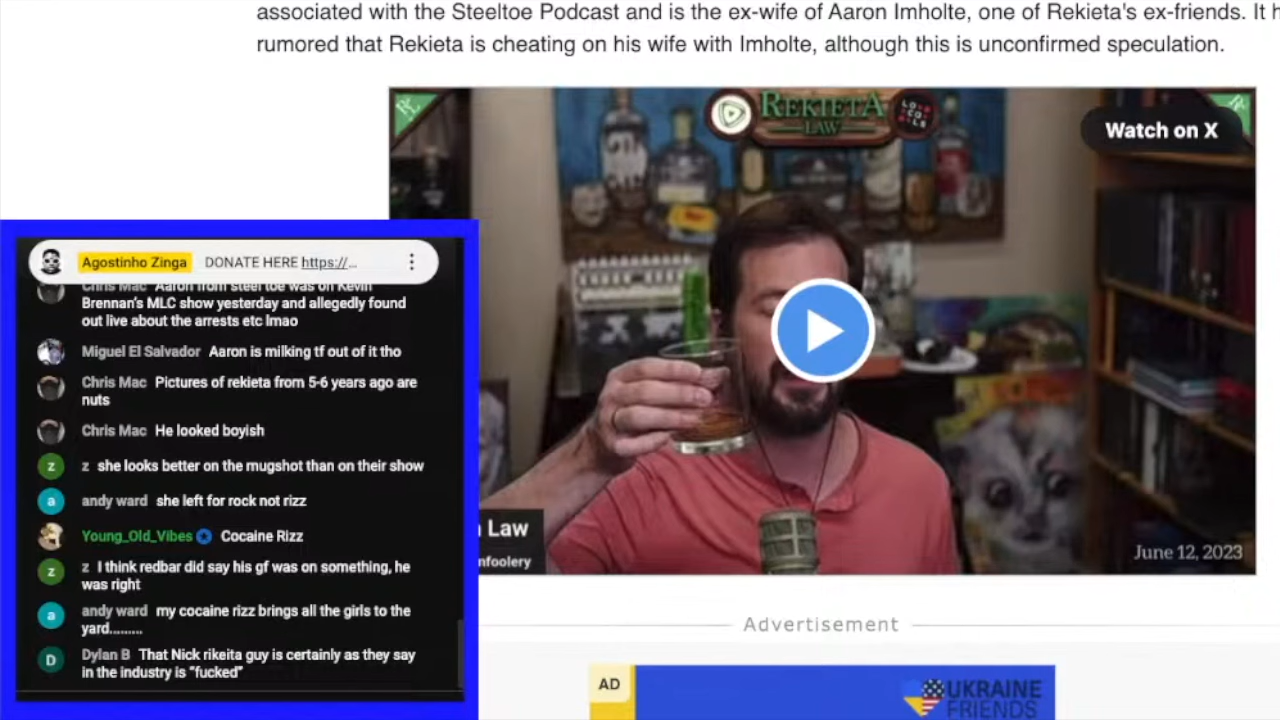 associated with the Steeltoe Podcast and is the ex-wife of Aaron Imholte, one of Rekieta's ex-friends. It h
rumored that Rekieta is cheating on his wife with Imholte, although this is unconfirmed speculation.
REKIETA
LAW
LO
CO
LS
Watch on X
Law
nfoolery
June 12, 2023
Agostinho Zinga DONATE HERE https://...
Chris Mac Aaron from steel toe was on Kevin
Brennan's MLC show yesterday and allegedly found
out live about the arrests etc lmao
Miguel El Salvador Aaron is milking tf out of it tho
Chris Mac Pictures of rekieta from 5-6 years ago are
nuts
Chris Mac He looked boyish
z z she looks better on the mugshot than on their show
a andy ward she left for rock not rizz
Young_Old_Vibes Cocaine Rizz
z z I think redbar did say his gf was on something, he
was right
a andy ward my cocaine rizz brings all the girls to the
yard.........
D Dylan B That Nick rikeita guy is certainly as they say
in the industry is "fucked"
Advertisement
AD
UKRAINE
FRIENDS